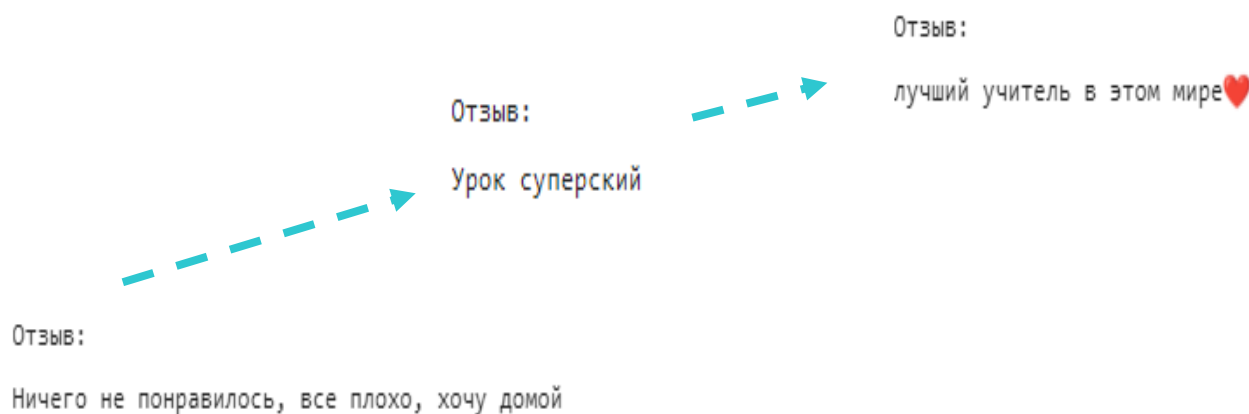 Отзыв:
лучший учитель в этом мире❤️
Отзыв:
Урок суперский
Отзыв:
Ничего не понравилось, все плохо, хочу домой